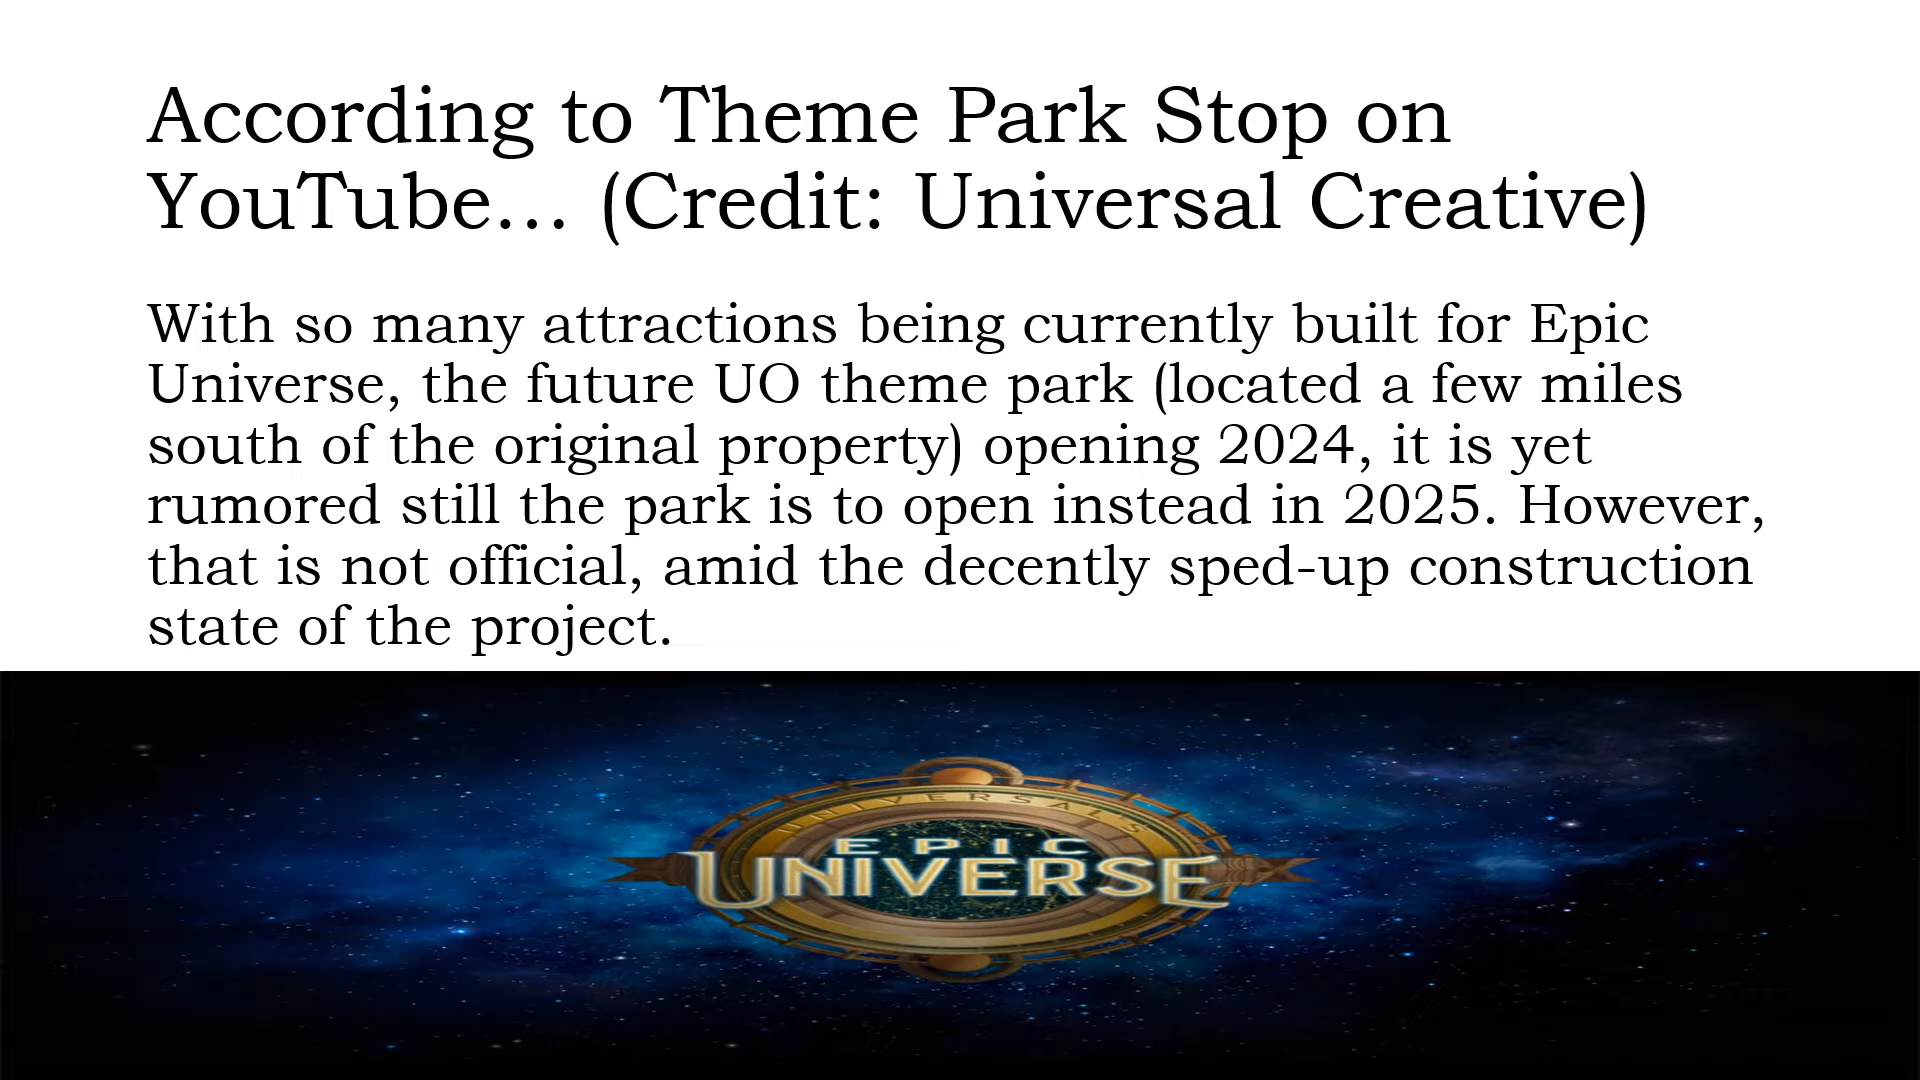 According to Theme Park Stop on
YouTube... (Credit: Universal Creative)
With so many attractions being currently built for Epic
Universe, the future UO theme park (located a few miles
south of the original property) opening 2024, it is yet
rumored still the park is to open instead in 2025. However,
that is not official, amid the decently sped-up construction
state of the project.
UNIVERSAL'S
EPIC
UNIVERSE